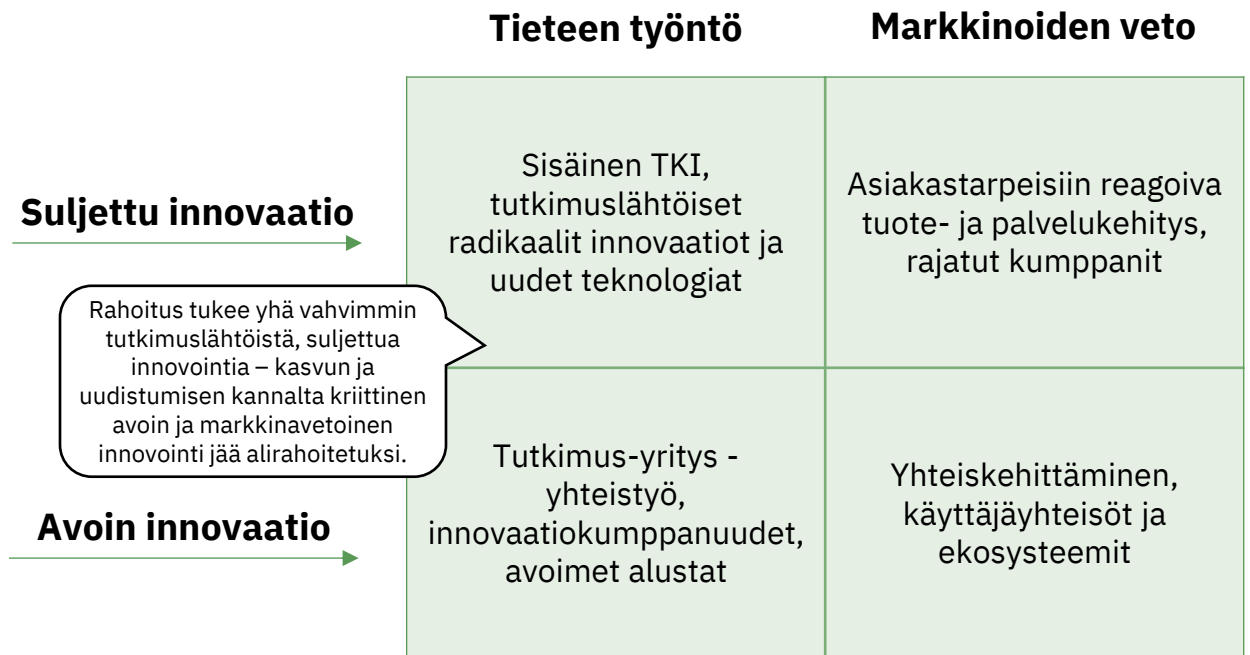 Tieteen työntö
Markkinoiden veto
Suljettu innovaatio
Sisäinen TKI,
tutkimuslähtöiset
radikaalit innovaatiot ja
uudet teknologiat
Asiakastarpeisiin reagoiva
tuote- ja palvelukehitys,
rajatut kumppanit
Rahoitus tukee yhä vahvimmin
tutkimuslähtöistä, suljettua
innovointia – kasvun ja
uudistumisen kannalta kriittinen
avoin ja markkinavetoinen
innovointi jää alirahoitetuksi.
Avoin innovaatio
Tutkimus-yritys -
yhteistyö,
innovaatiokumppanuudet,
avoimet alustat
Yhteiskehittäminen,
käyttäjäyhteisöt ja
ekosysteemit